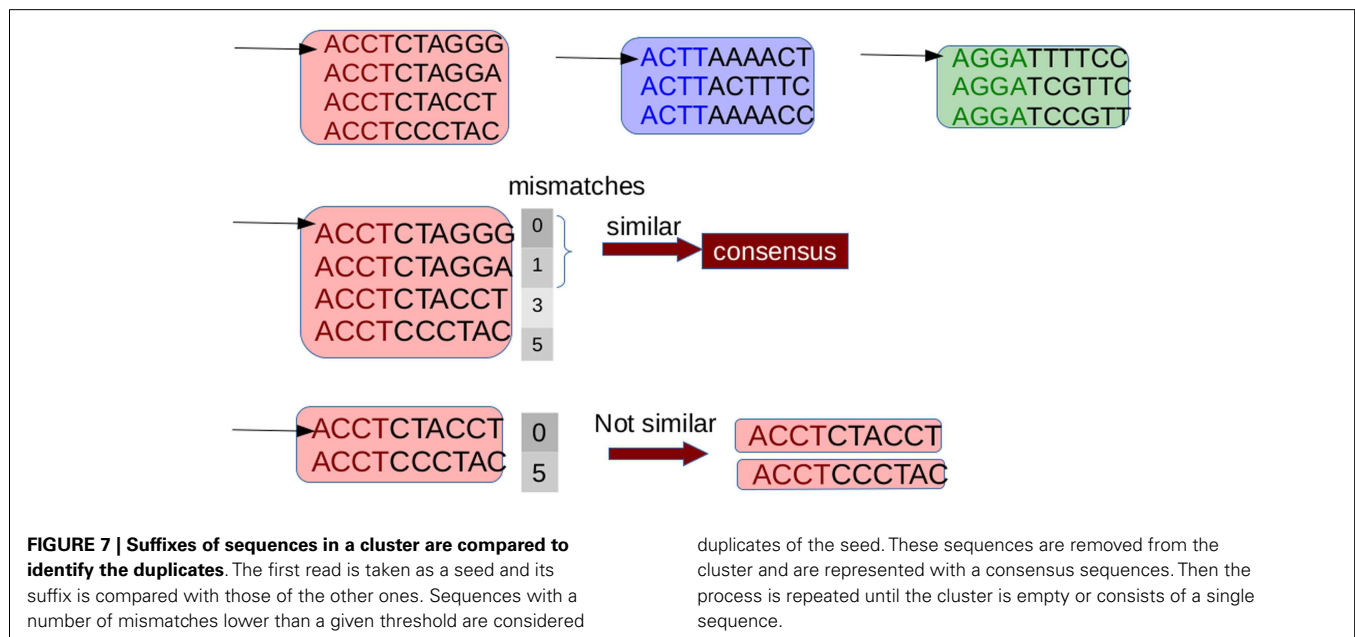 ACCTCTAGGG
ACCTCTAGGA
ACCTCTACCT
ACCTCCCTAC
ACTTAAAACT
ACTTACTTTC
ACTTAAAACC
AGGATTTTCC
AGGATCGTTC
AGGATCCGTT
mismatches
ACCTCTAGGG 0
ACCTCTAGGA 1
ACCTCTACCT 3
ACCTCCCTAC 5
similar
consensus
ACCTCTACCT 0
ACCTCCCTAC 5
Not similar
ACCTCTACCT
ACCTCCCTAC
FIGURE 7 | Suffixes of sequences in a cluster are compared to
identify the duplicates. The first read is taken as a seed and its
suffix is compared with those of the other ones. Sequences with a
number of mismatches lower than a given threshold are considered
duplicates of the seed. These sequences are removed from the
cluster and are represented with a consensus sequences. Then the
process is repeated until the cluster is empty or consists of a single
sequence.